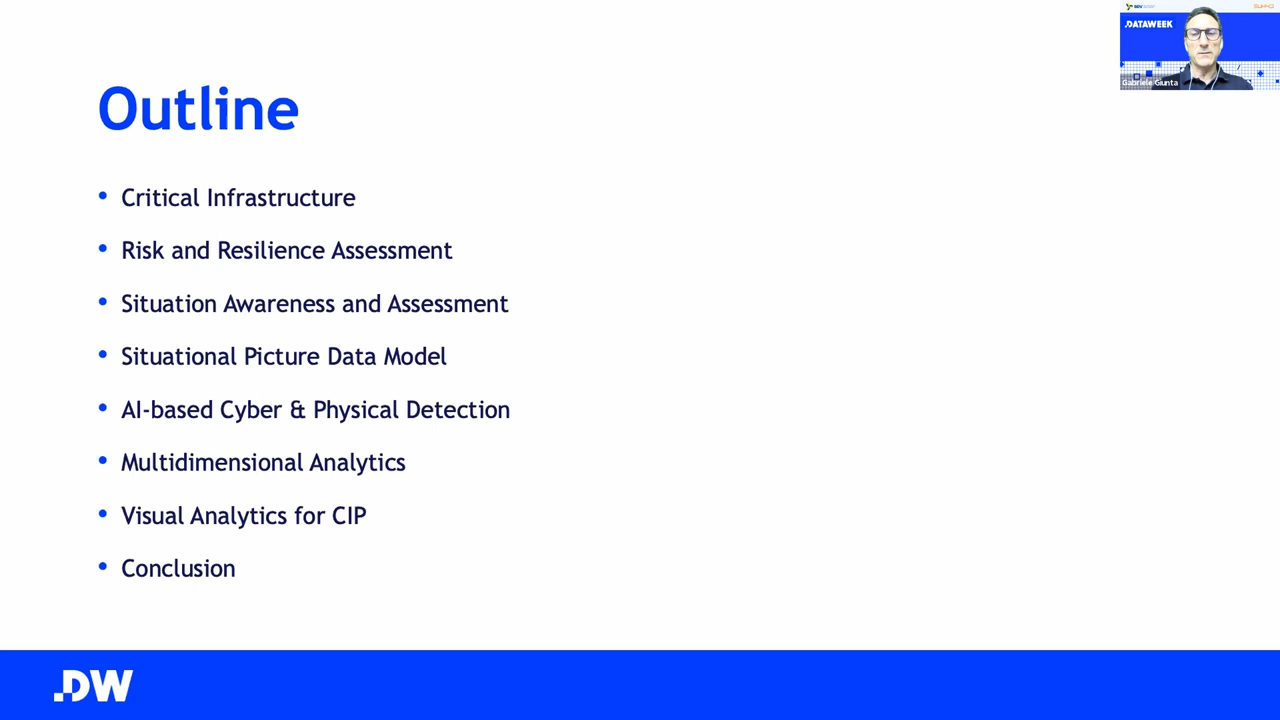 .DATAWEEK
Gabriele Giunta
Outline
• Critical Infrastructure
• Risk and Resilience Assessment
• Situation Awareness and Assessment
• Situational Picture Data Model
• AI-based Cyber & Physical Detection
• Multidimensional Analytics
• Visual Analytics for CIP
• Conclusion
.DW